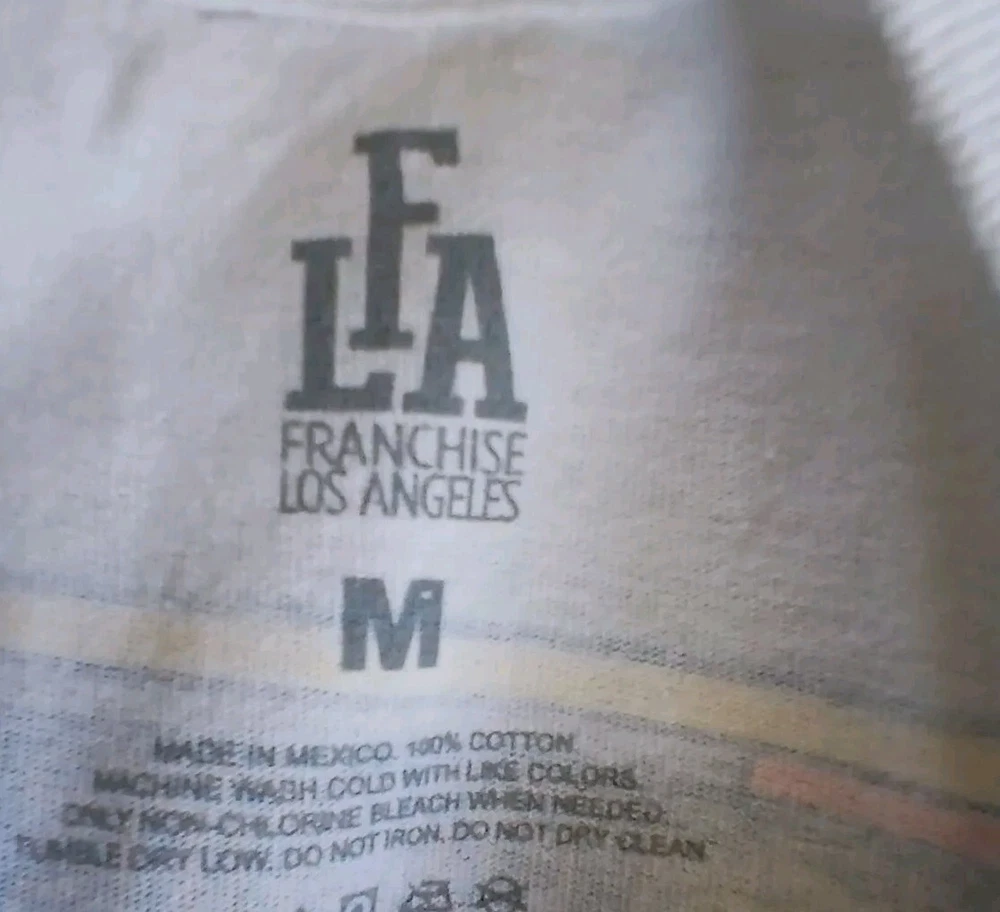 LFA
FRANCHISE
LOS ANGELES
M
MADE IN MEXICO. 100% COTTON.
MACHINE WASH COLD WITH LIKE COLORS.
ONLY NON-CHLORINE BLEACH WHEN NEEDED.
TUMBLE DRY LOW. DO NOT IRON. DO NOT DRY CLEAN